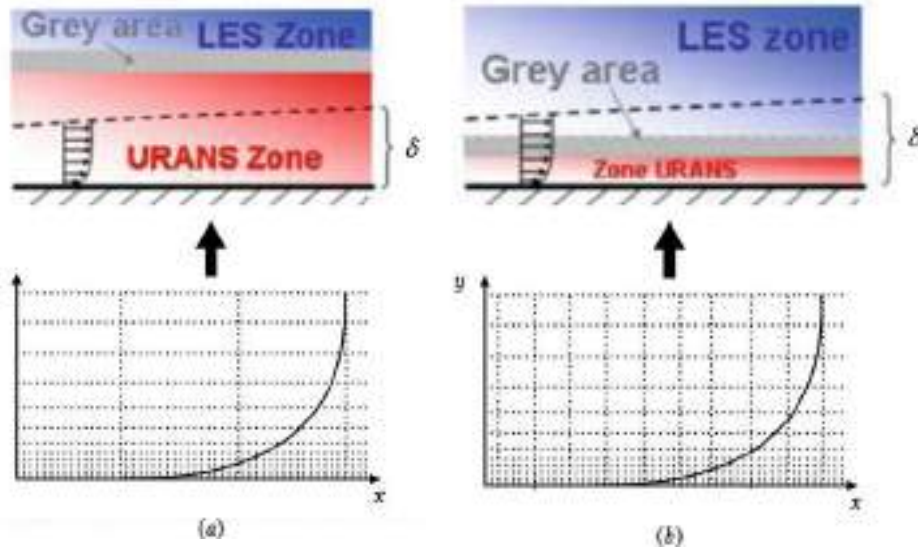 LES Zone
Grey area
URANS Zone
δ
LES zone
Grey area
Zone URANS
δ
x
(a)
y
x
(b)